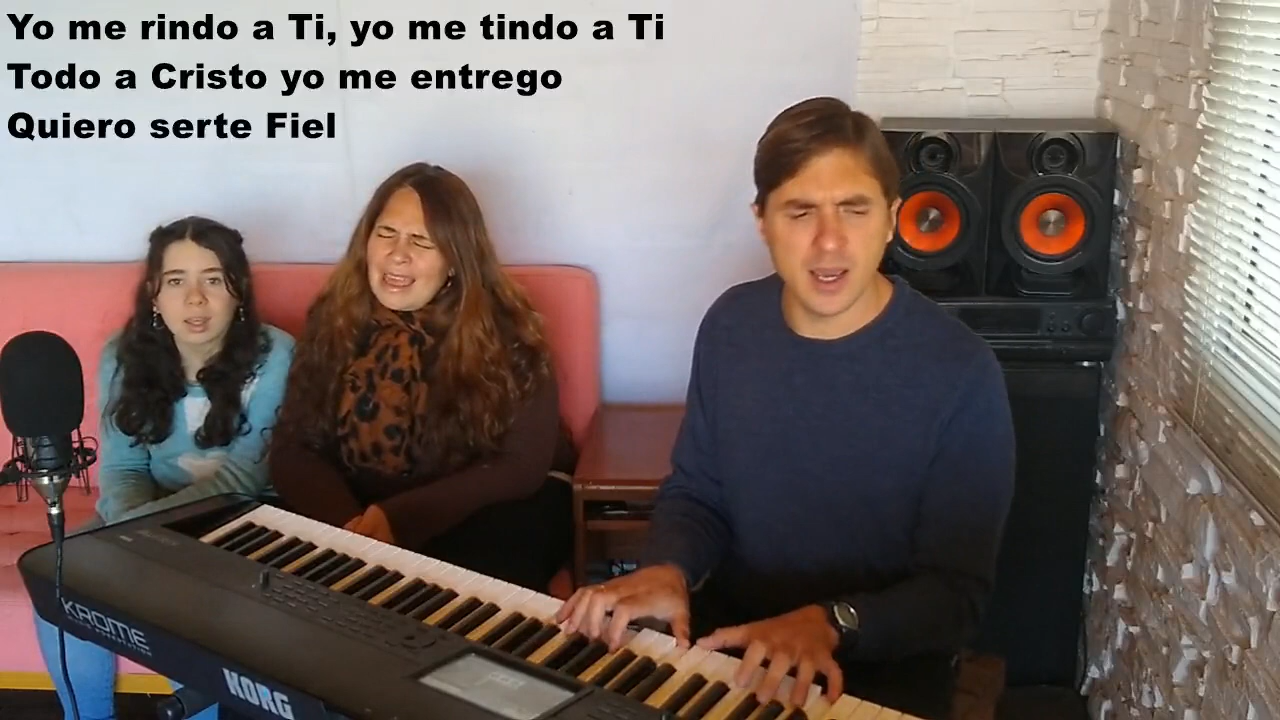 Yo me rindo a Ti, yo me tindo a Ti
Todo a Cristo yo me entrego
Quiero serte Fiel
KROME
KORG